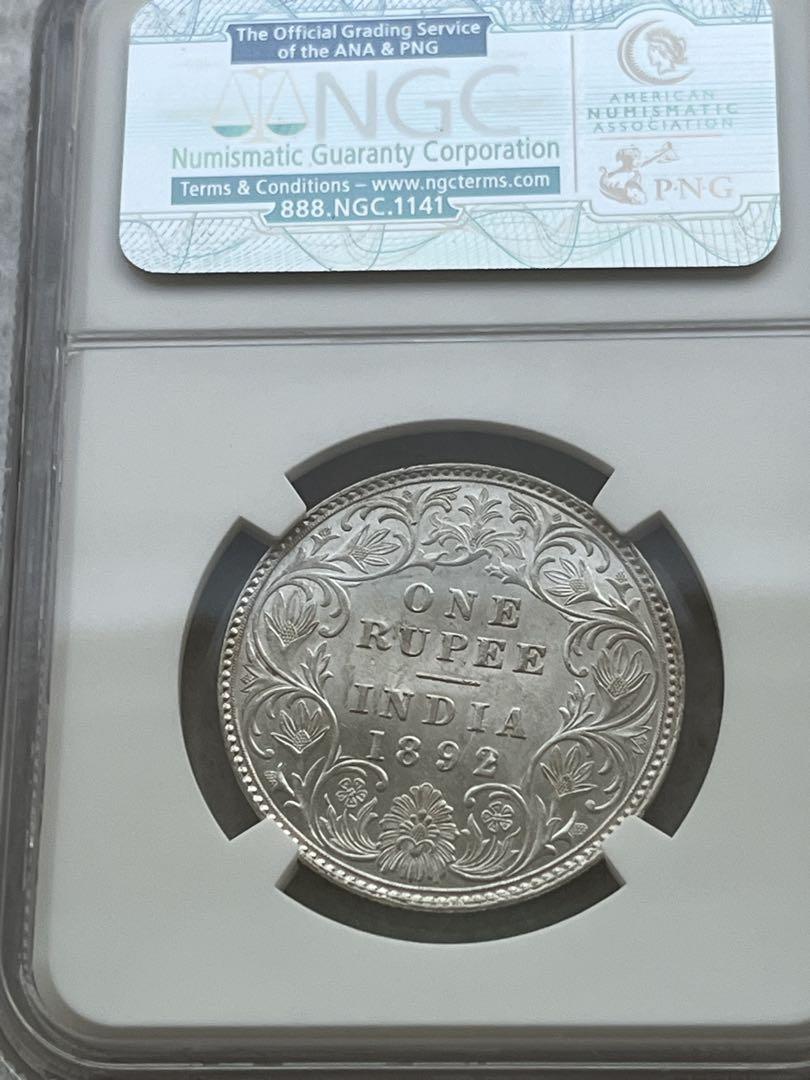 The Official Grading Service
of the ANA & PNG
NGC
Numismatic Guaranty Corporation
Terms & Conditions – www.ngcterms.com
888.NGC.1141
AMERICAN
NUMISMATIC
ASSOCIATION
P·N·G
ONE
RUPEE
INDIA
1892